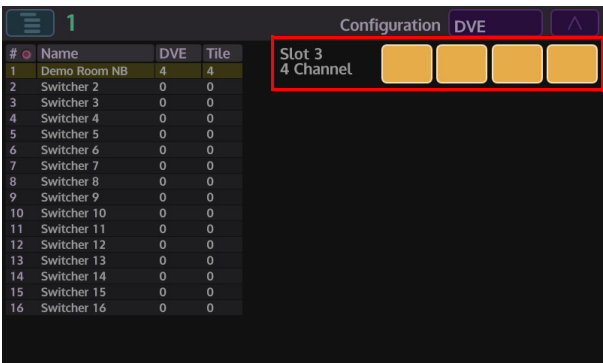 1
Configuration DVE
# Name DVE Tile
1 Demo Room NB 4 4
2 Switcher 2 0 0
3 Switcher 3 0 0
4 Switcher 4 0 0
5 Switcher 5 0 0
6 Switcher 6 0 0
7 Switcher 7 0 0
8 Switcher 8 0 0
9 Switcher 9 0 0
10 Switcher 10 0 0
11 Switcher 11 0 0
12 Switcher 12 0 0
13 Switcher 13 0 0
14 Switcher 14 0 0
15 Switcher 15 0 0
16 Switcher 16 0 0
Slot 3
4 Channel